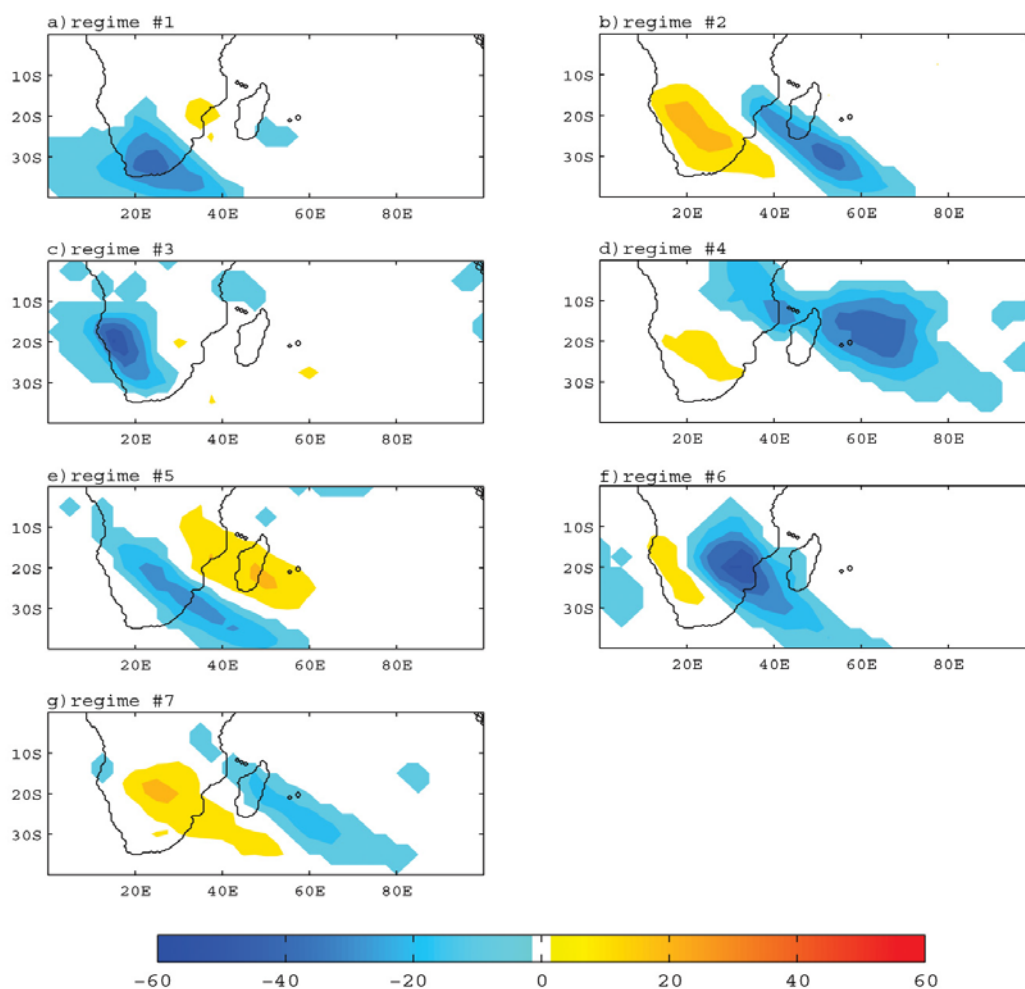 a)regime #1
b)regime #2
10S
20S
30S
20E 40E 60E 80E
10S
20S
30S
20E 40E 60E 80E
c)regime #3
d)regime #4
10S
20S
30S
20E 40E 60E 80E
10S
20S
30S
20E 40E 60E 80E
e)regime #5
f)regime #6
10S
20S
30S
20E 40E 60E 80E
10S
20S
30S
20E 40E 60E 80E
g)regime #7
10S
20S
30S
20E 40E 60E 80E
-60 -40 -20 0 20 40 60